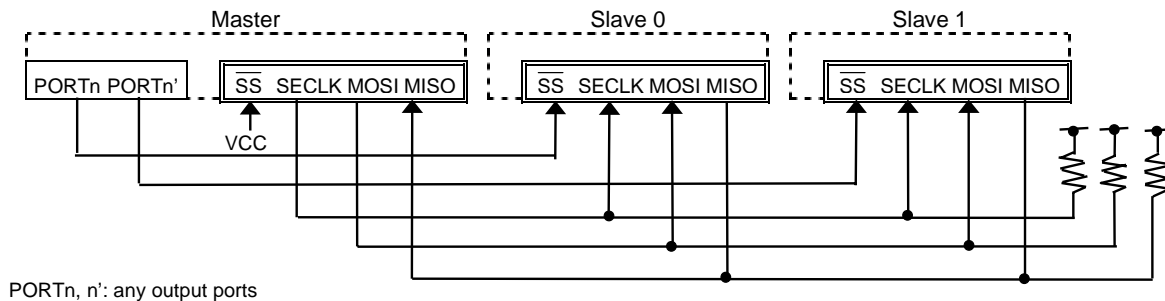 Master Slave 0 Slave 1
PORTn PORTn’ SS SECLK MOSI MISO SS SECLK MOSI MISO SS SECLK MOSI MISO
VCC
PORTn, n’: any output ports